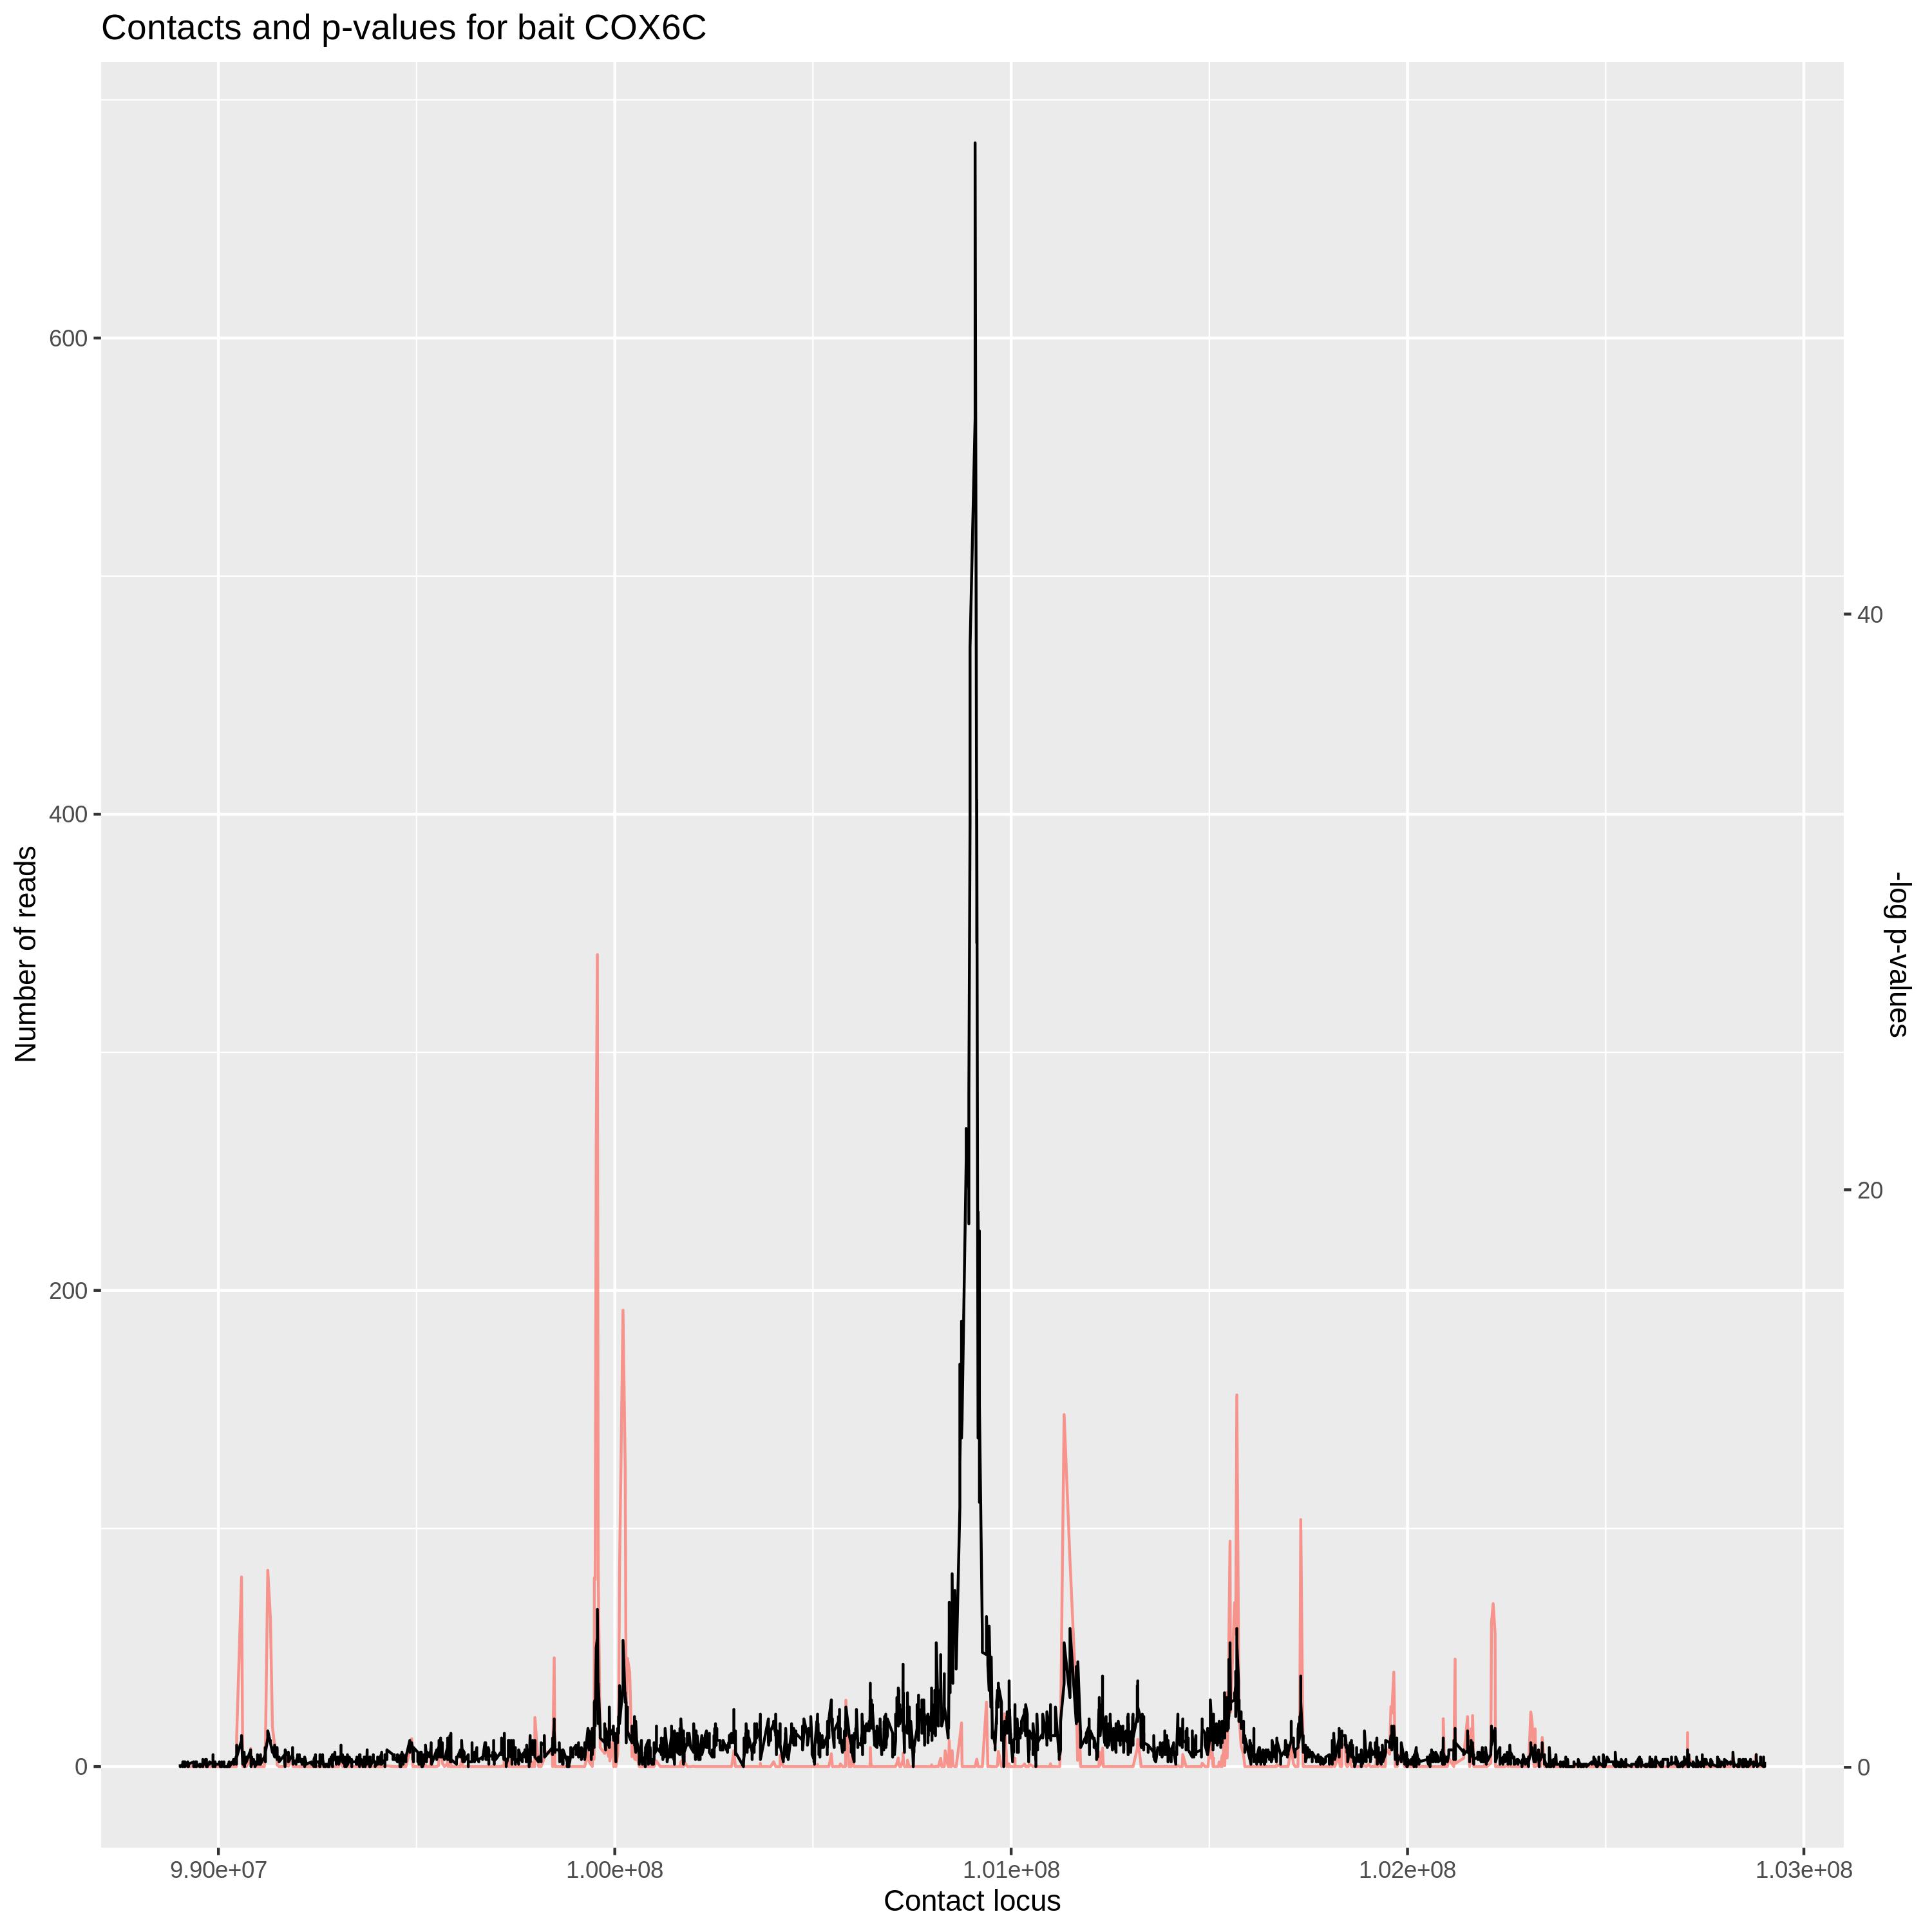 Contacts and p-values for bait COX6C
600
400
200
0
Number of reads
40
20
0
-log p-values
9.90e+07
1.00e+08
1.01e+08
1.02e+08
1.03e+08
Contact locus